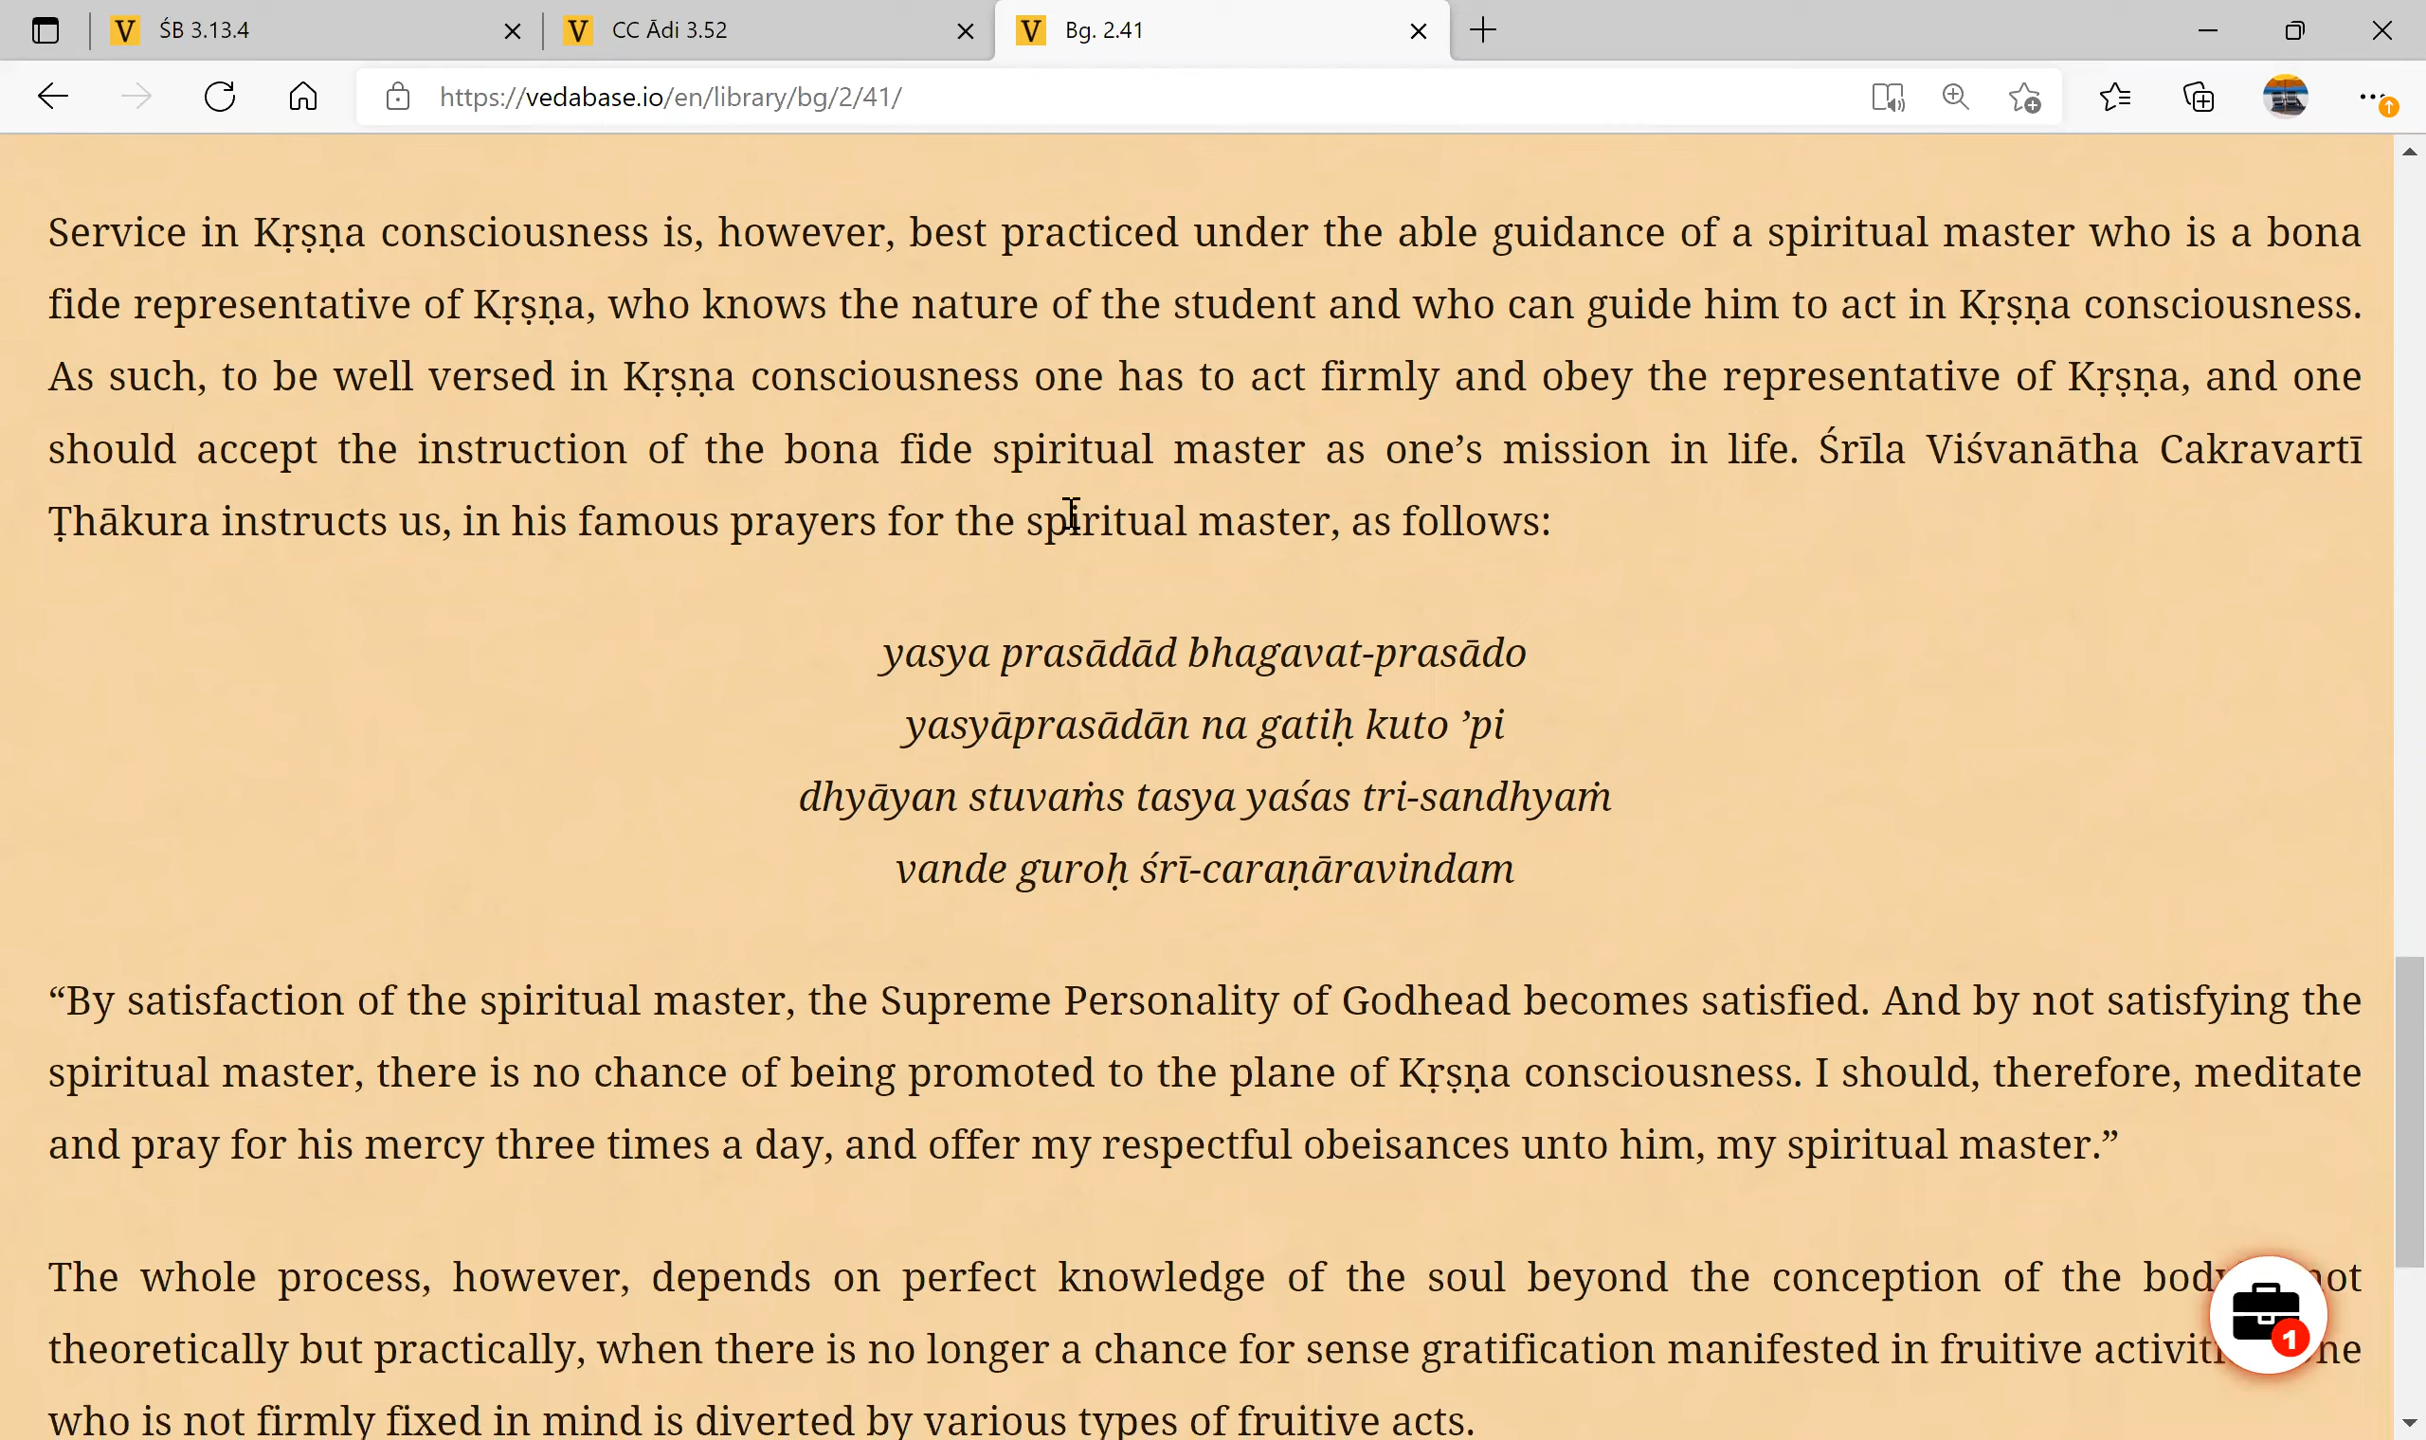 ŚB 3.13.4
CC Ādi 3.52
Bg. 2.41
https://vedabase.io/en/library/bg/2/41/
Service in Kṛṣṇa consciousness is, however, best practiced under the able guidance of a spiritual master who is a bona
fide representative of Kṛṣṇa, who knows the nature of the student and who can guide him to act in Kṛṣṇa consciousness.
As such, to be well versed in Kṛṣṇa consciousness one has to act firmly and obey the representative of Kṛṣṇa, and one
should accept the instruction of the bona fide spiritual master as one’s mission in life. Śrīla Viśvanātha Cakravartī
Ṭhākura instructs us, in his famous prayers for the spiritual master, as follows:
yasya prasādād bhagavat-prasādo
yasyāprasādān na gatiḥ kuto ’pi
dhyāyan stuvaṁs tasya yaśas tri-sandhyaṁ
vande guroḥ śrī-caraṇāravindam
“By satisfaction of the spiritual master, the Supreme Personality of Godhead becomes satisfied. And by not satisfying the
spiritual master, there is no chance of being promoted to the plane of Kṛṣṇa consciousness. I should, therefore, meditate
and pray for his mercy three times a day, and offer my respectful obeisances unto him, my spiritual master.”
The whole process, however, depends on perfect knowledge of the soul beyond the conception of the body
theoretically but practically, when there is no longer a chance for sense gratification manifested in fruitive
who is not firmly fixed in mind is diverted by various types of fruitive acts.
1